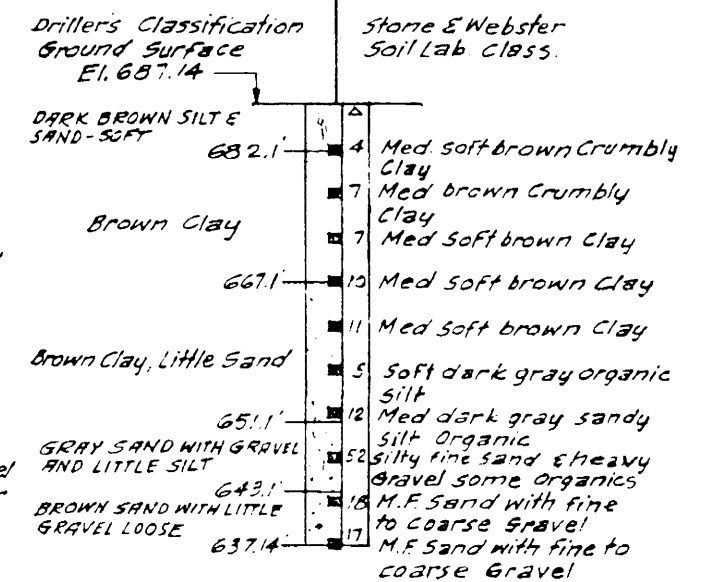 Driller's Classification
Ground Surface
El. 687.14
Stone & Webster
Soil Lab. Class.
DARK BROWN SILT &
SAND-SOFT
682.1'
4 Med. soft brown Crumbly
Clay
7 Med brown Crumbly
Clay
Brown Clay
7 Med Soft brown Clay
667.1'
10 Med soft brown Clay
11 Med soft brown Clay
Brown Clay, Little Sand
5 Soft dark gray organic
silt
651.1'
12 Med dark gray sandy
silt Organic
GRAY SAND WITH GRAVEL
AND LITTLE SILT
52 silty fine sand & heavy
Gravel some Organics
643.1'
18 M.F. Sand with fine
to coarse Gravel
BROWN SAND WITH LITTLE
GRAVEL LOOSE
637.14'
17 M.F. Sand with fine to
coarse Gravel